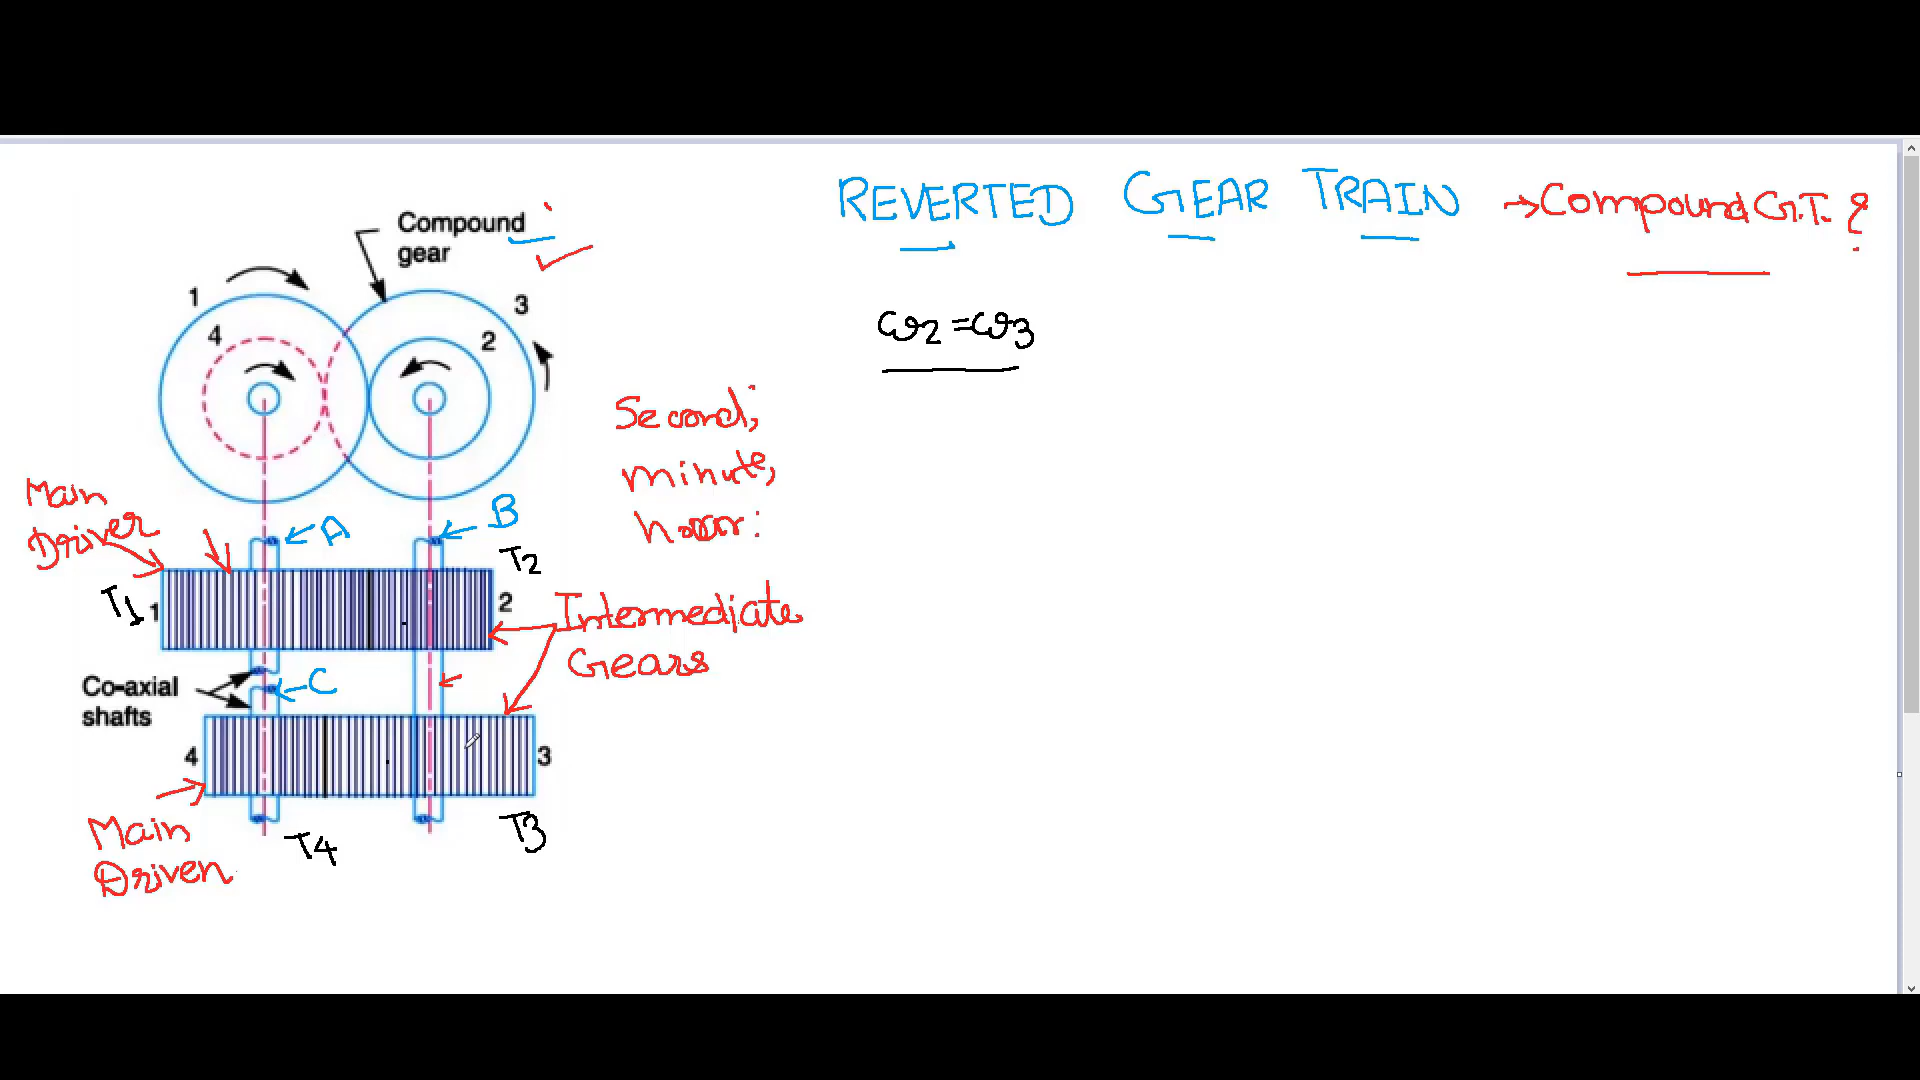 REVERTED GEAR TRAIN → Compound G.T. ?
Compound
gear
1
3
4
2
ω2 = ω3
Second,
minute,
hour:
Main
Driver
A
B
T2
T1
1
2
Intermediate
Gears
Co-axial
shafts
C
4
3
Main
Driven
T4
T3